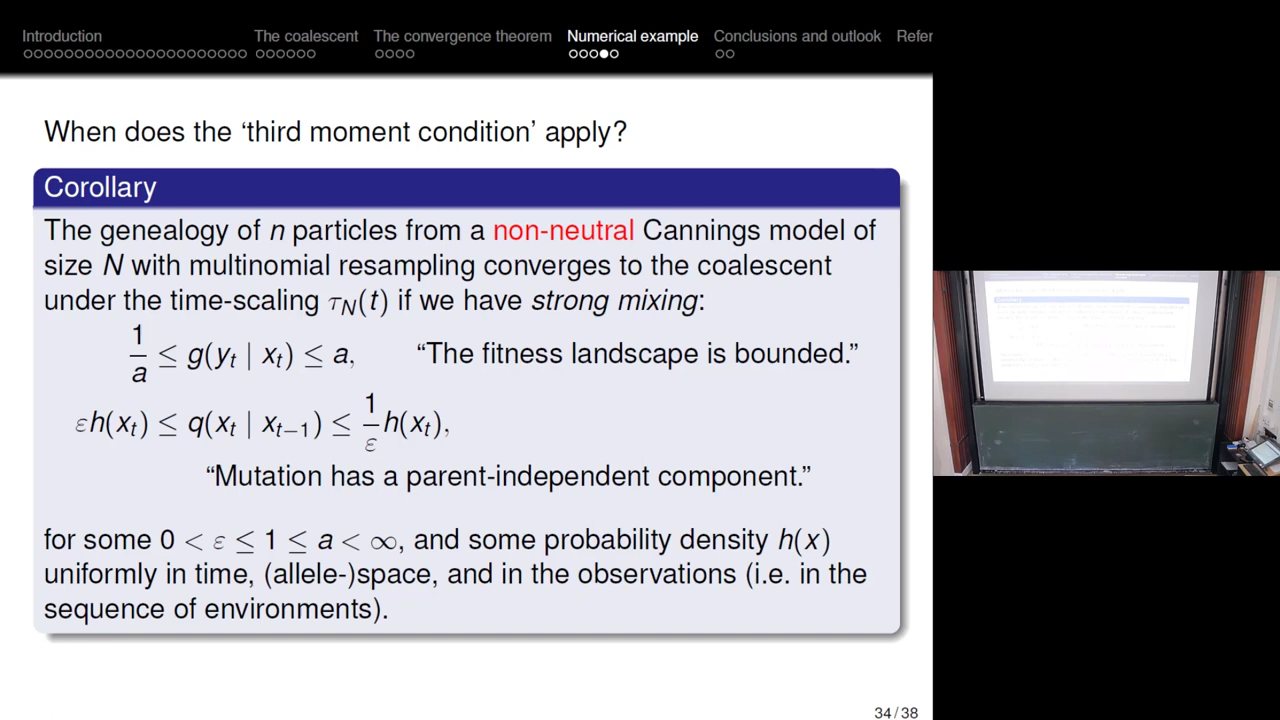 Introduction The coalescent The convergence theorem Numerical example Conclusions and outlook Refer
When does the ‘third moment condition’ apply?
Corollary
The genealogy of n particles from a non-neutral Cannings model of
size N with multinomial resampling converges to the coalescent
under the time-scaling τ_N(t) if we have strong mixing:
1/a ≤ g(y_t | x_t) ≤ a, “The fitness landscape is bounded.”
εh(x_t) ≤ q(x_t | x_{t−1}) ≤ 1/ε h(x_t),
“Mutation has a parent-independent component.”
for some 0 < ε ≤ 1 ≤ a < ∞, and some probability density h(x)
uniformly in time, (allele-)space, and in the observations (i.e. in the
sequence of environments).
34 / 38